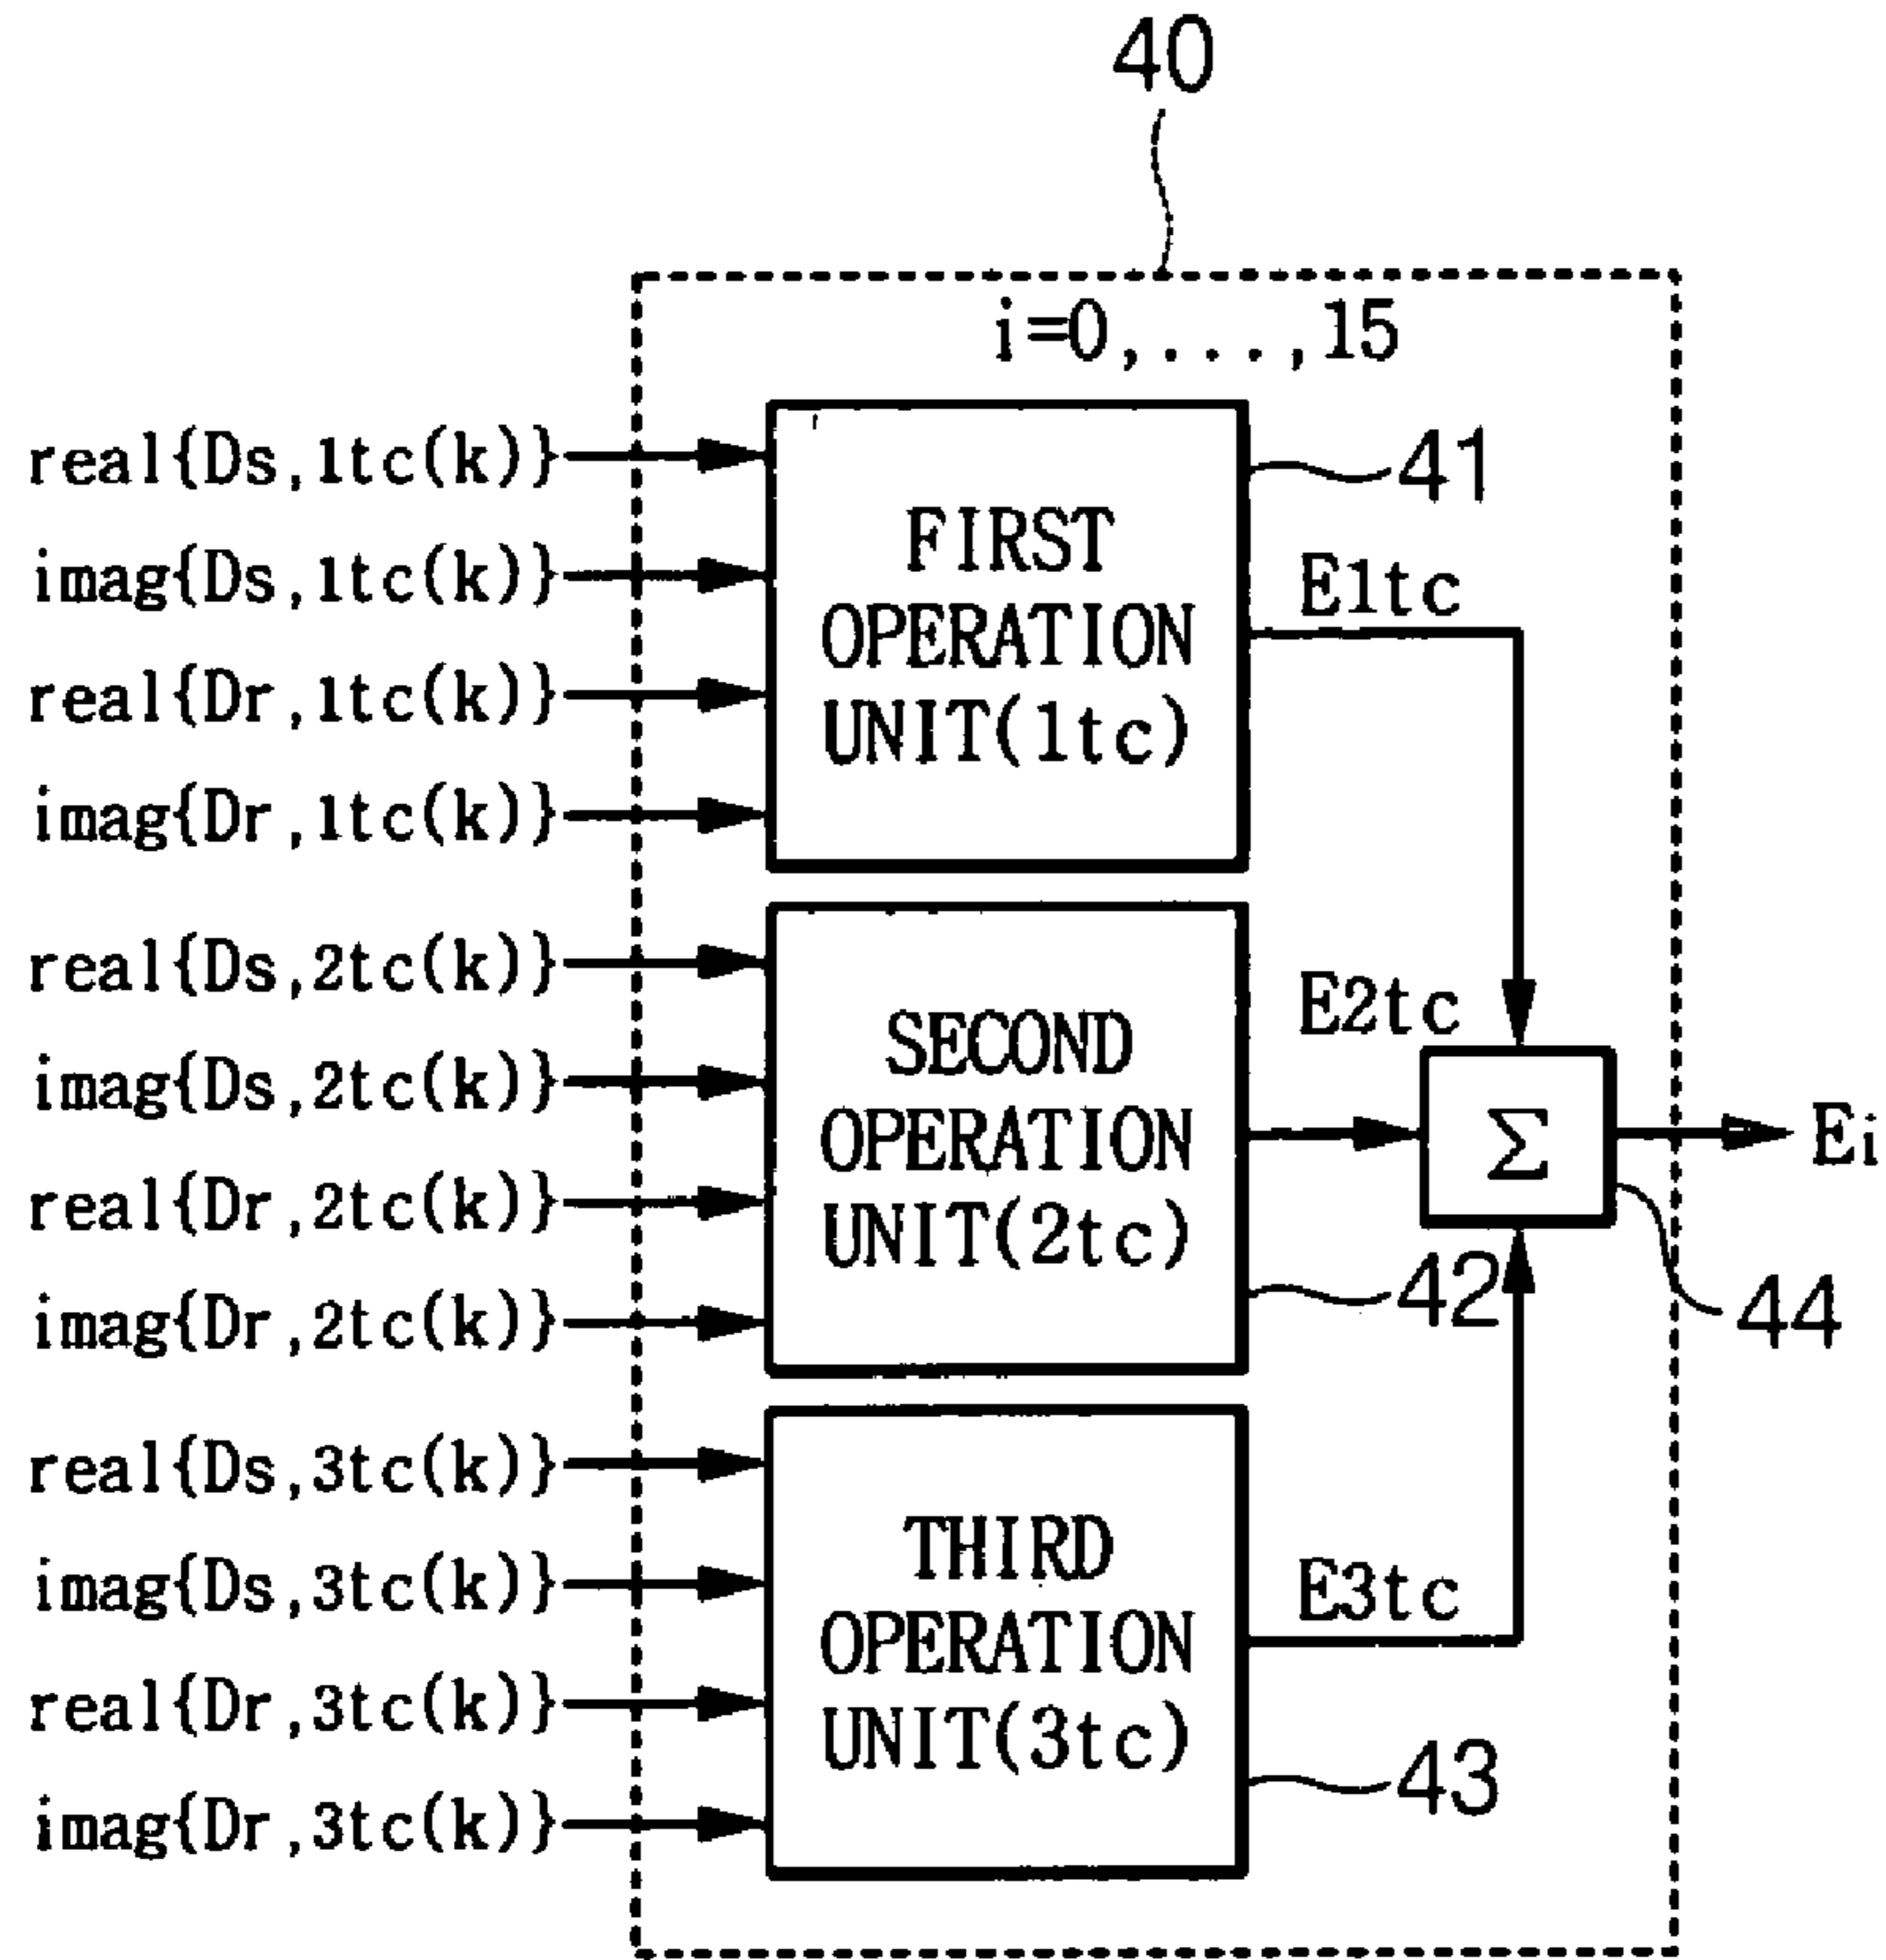 40
i=0,...,15
real{Ds,1tc(k)}
imag{Ds,1tc(k)}
real{Dr,1tc(k)}
imag{Dr,1tc(k)}
FIRST
OPERATION
UNIT(1tc)
41
E1tc
real{Ds,2tc(k)}
imag{Ds,2tc(k)}
real{Dr,2tc(k)}
imag{Dr,2tc(k)}
SECOND
OPERATION
UNIT(2tc)
E2tc
Σ
Ei
42
44
real{Ds,3tc(k)}
imag{Ds,3tc(k)}
real{Dr,3tc(k)}
imag{Dr,3tc(k)}
THIRD
OPERATION
UNIT(3tc)
E3tc
43